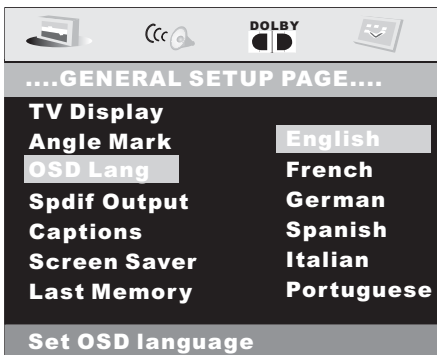 DOLBY
....GENERAL SETUP PAGE....
TV Display
Angle Mark English
OSD Lang French
Spdif Output German
Captions Spanish
Screen Saver Italian
Last Memory Portuguese
Set OSD language